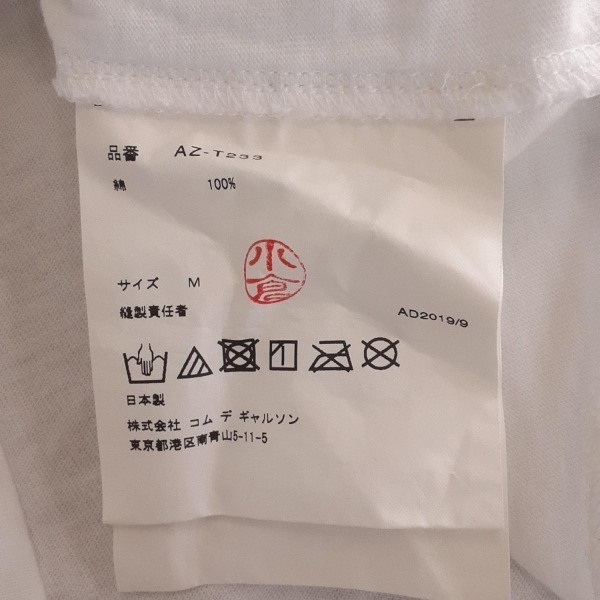 品番 AZ-T233
綿 100%
小倉
サイズ M
縫製責任者
AD2019/9
日本製
株式会社 コム デ ギャルソン
東京都港区南青山5-11-5